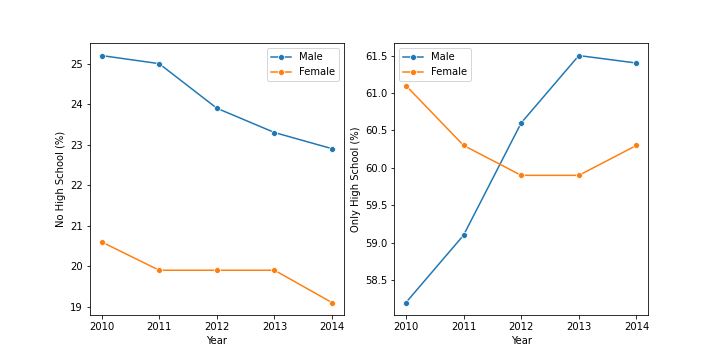 No High School (%)
25
24
23
22
21
20
19
Male
Female
2010 2011 2012 2013 2014
Year
Only High School (%)
61.5
61.0
60.5
60.0
59.5
59.0
58.5
Male
Female
2010 2011 2012 2013 2014
Year